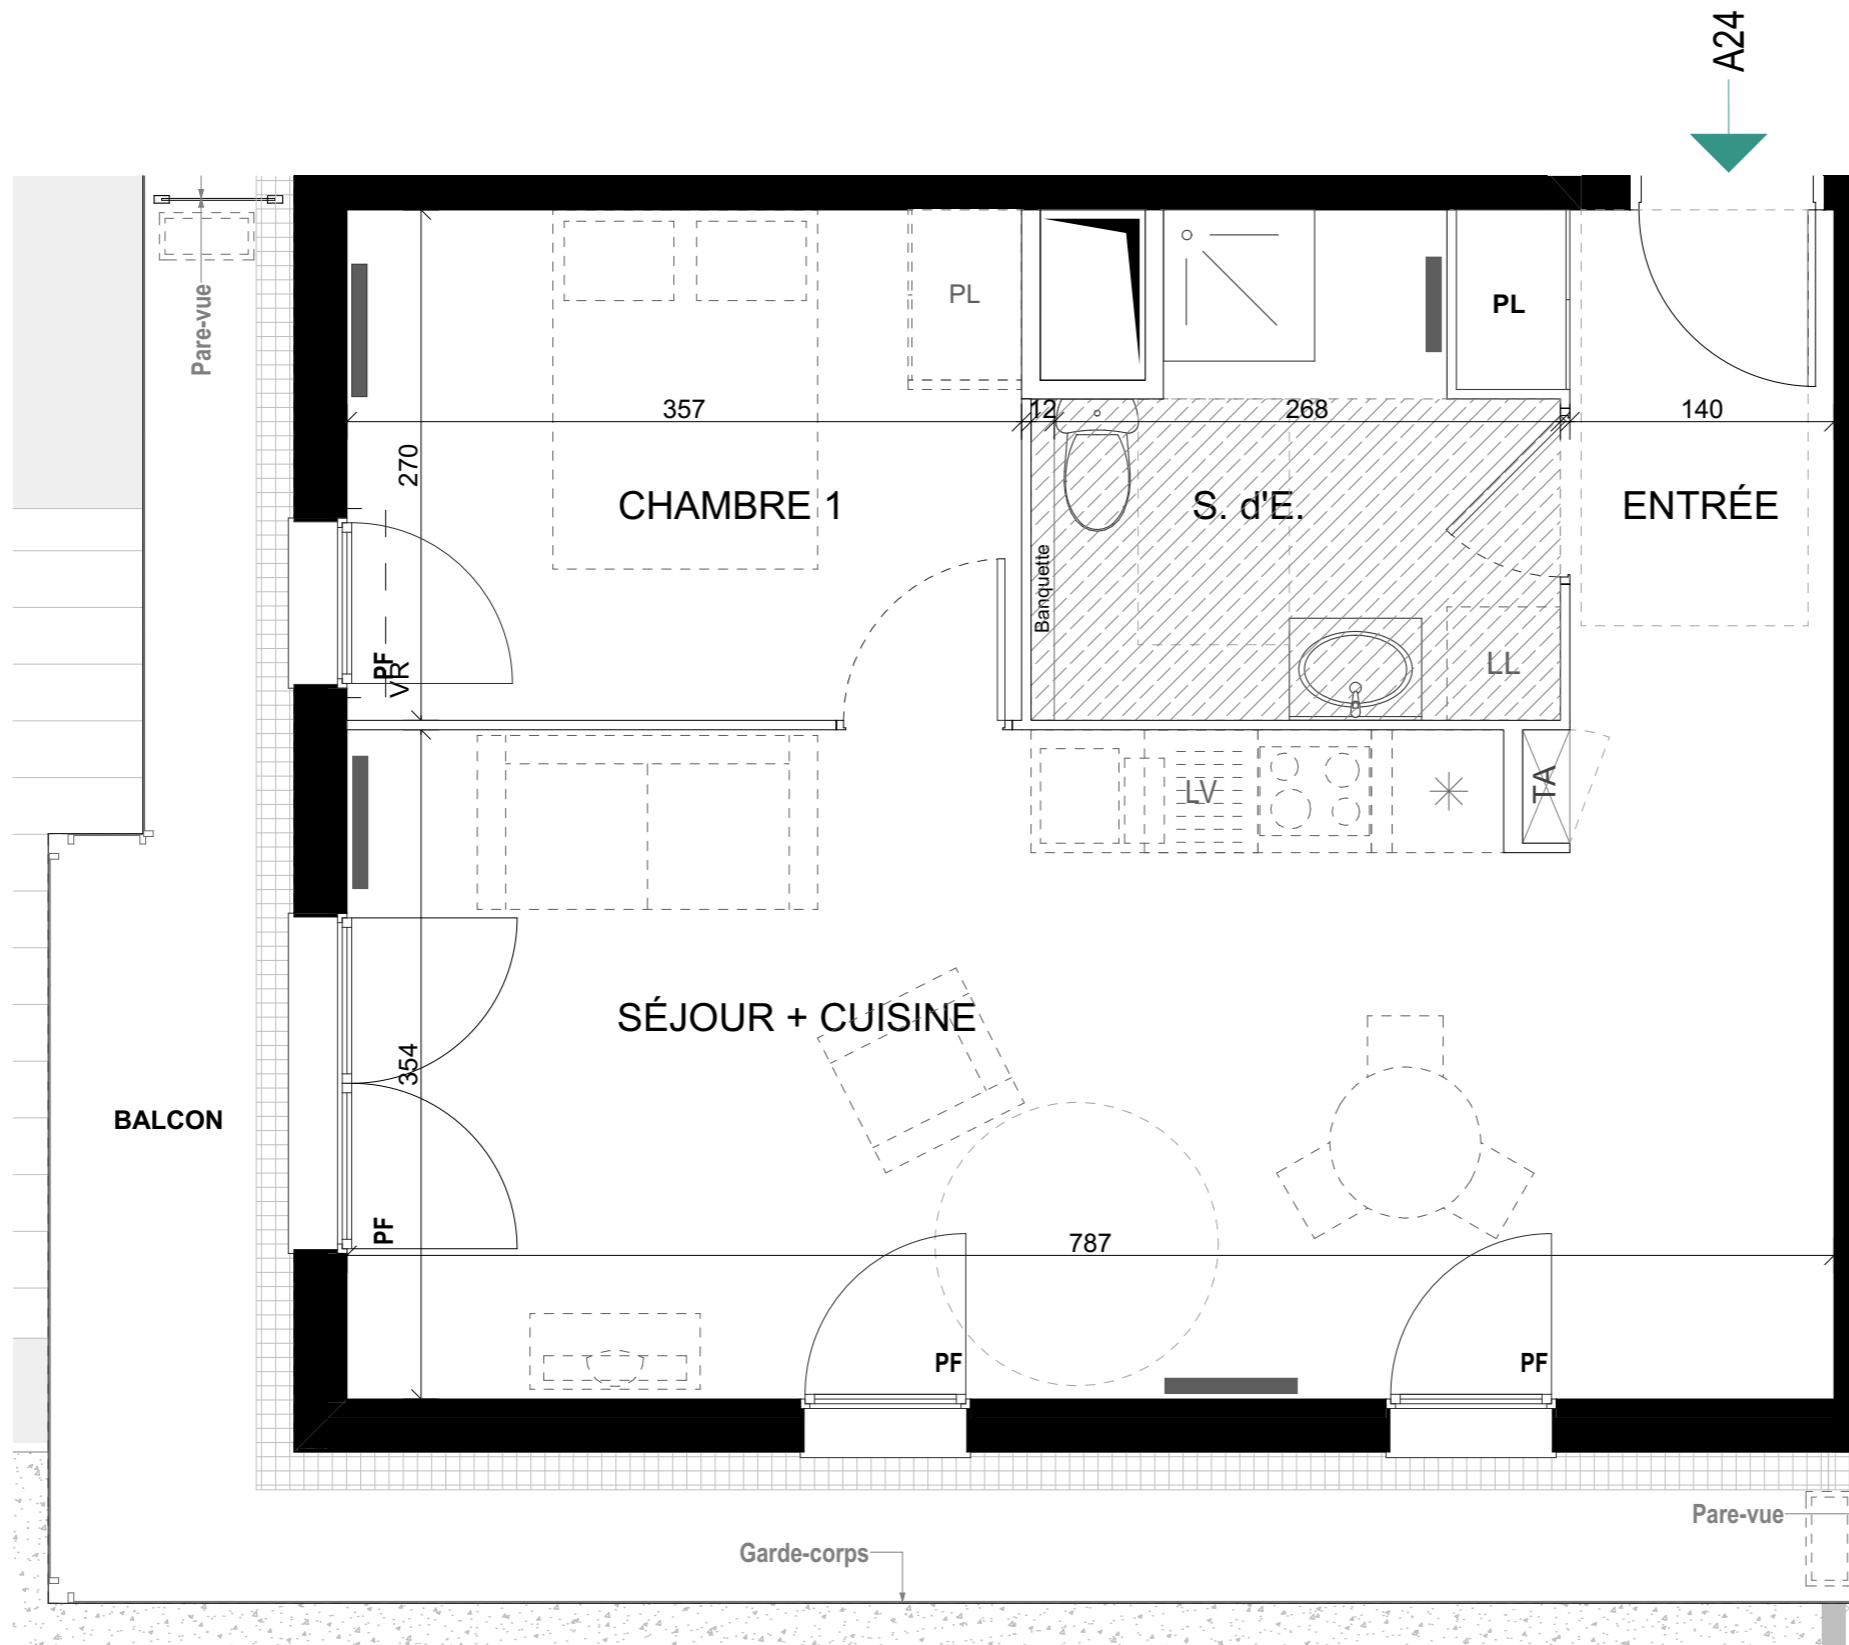 A24
Pare-vue
PL
PL
357
12
268
140
270
CHAMBRE 1
S. d'E.
ENTRÉE
Banquette
PF
VR
LL
LV
TA
SÉJOUR + CUISINE
354
BALCON
PF
787
PF
PF
Pare-vue
Garde-corps